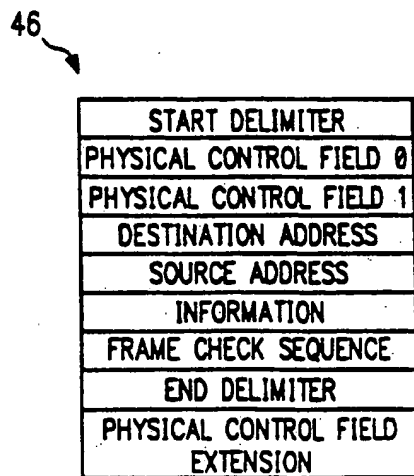 46
START DELIMITER
PHYSICAL CONTROL FIELD 0
PHYSICAL CONTROL FIELD 1
DESTINATION ADDRESS
SOURCE ADDRESS
INFORMATION
FRAME CHECK SEQUENCE
END DELIMITER
PHYSICAL CONTROL FIELD
EXTENSION